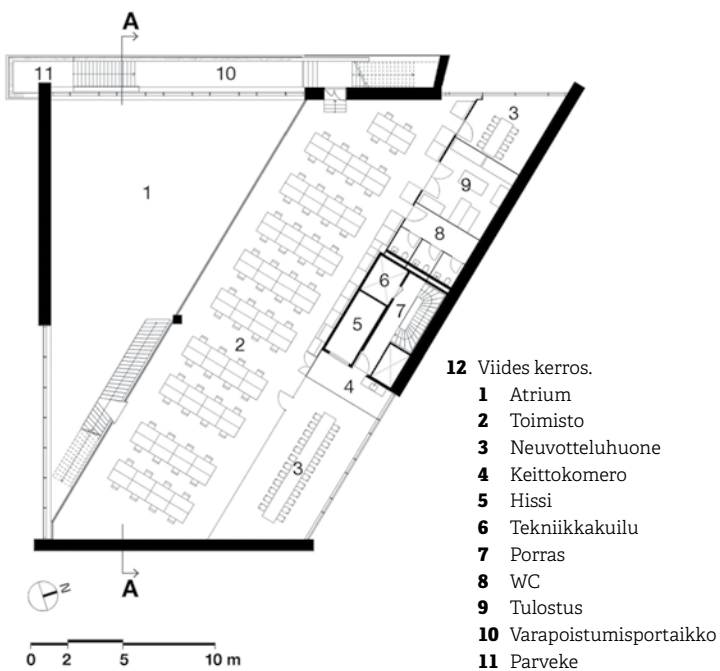 A
11
10
3
1
9
8
6
7
5
2
4
3
A
N
0 2 5 10 m
12 Viides kerros.
1 Atrium
2 Toimisto
3 Neuvotteluhuone
4 Keittokomero
5 Hissi
6 Tekniikkakuilu
7 Porras
8 WC
9 Tulostus
10 Varapoistumisportaikko
11 Parveke